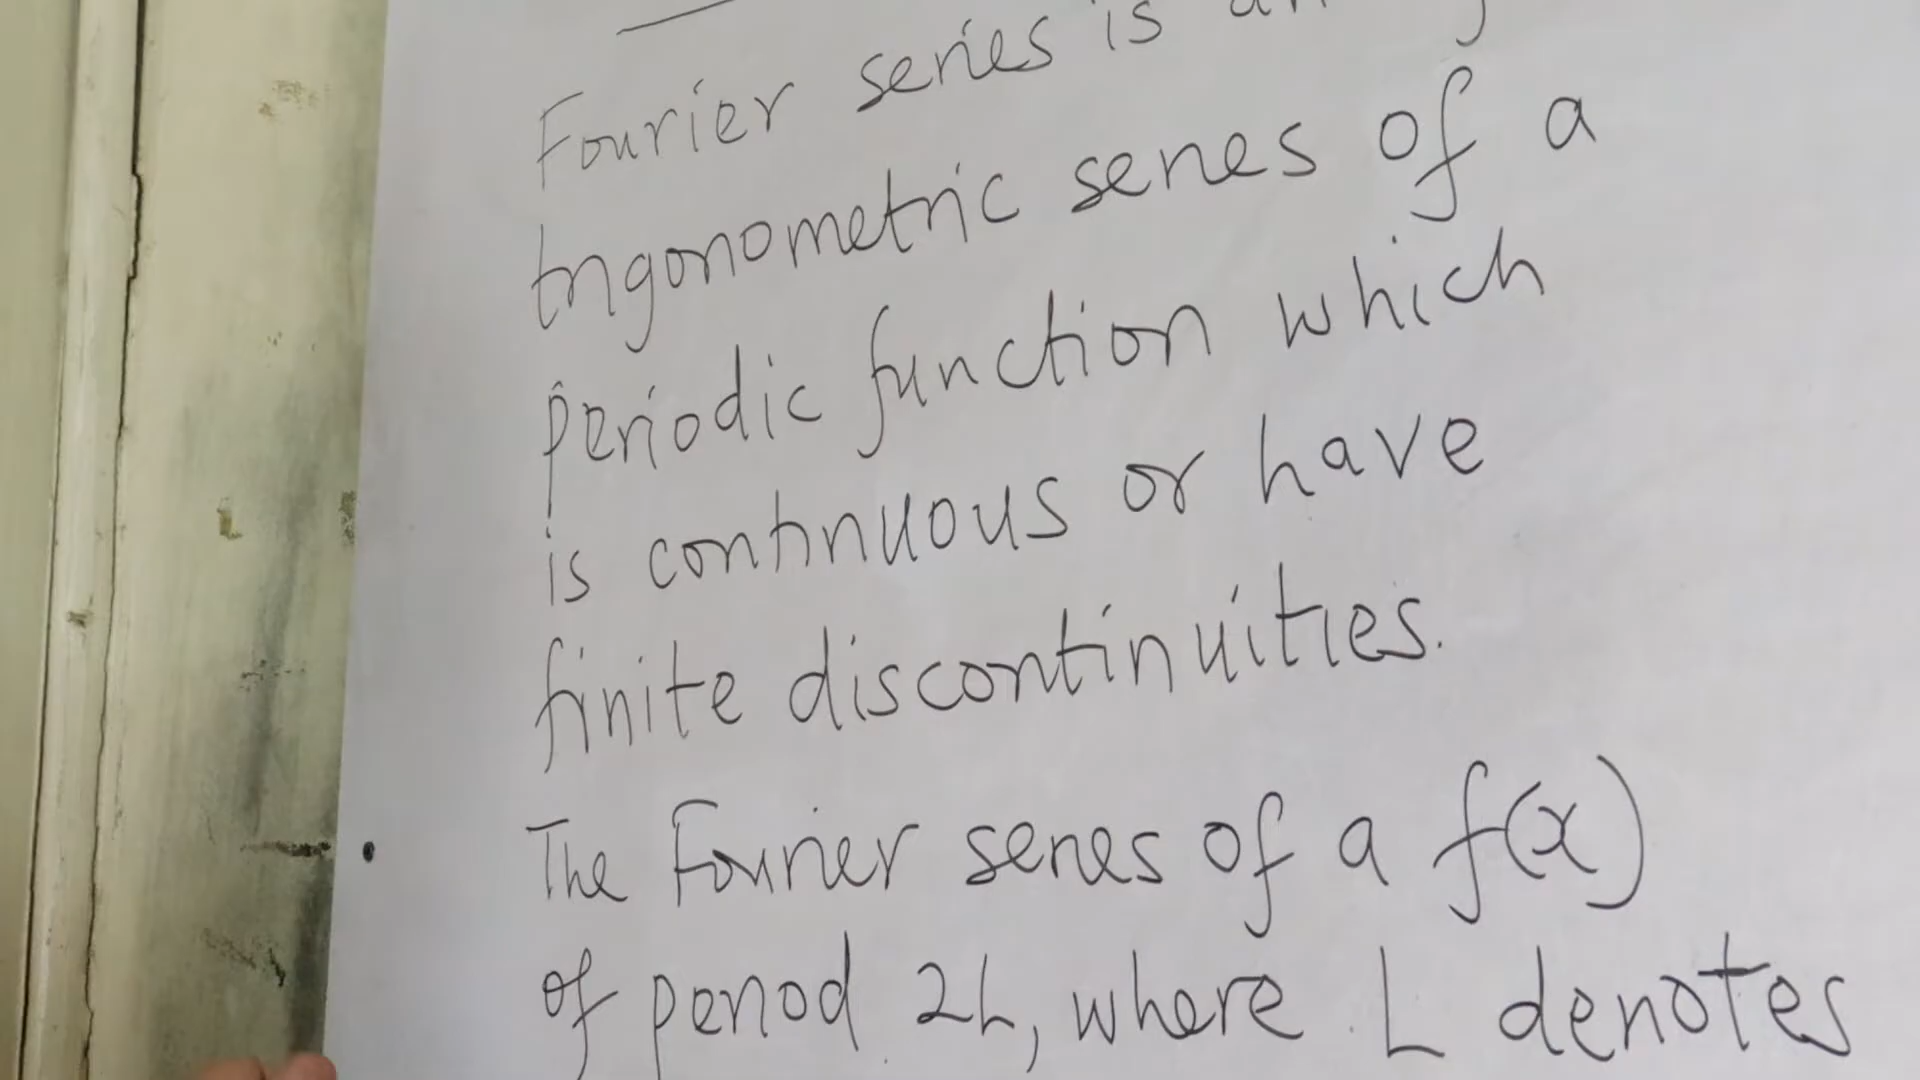 Fourier series is
trigonometric series of a
periodic function which
is continuous or have
finite discontinuities.
The Fourier series of a f(x)
of period 2L, where L denotes